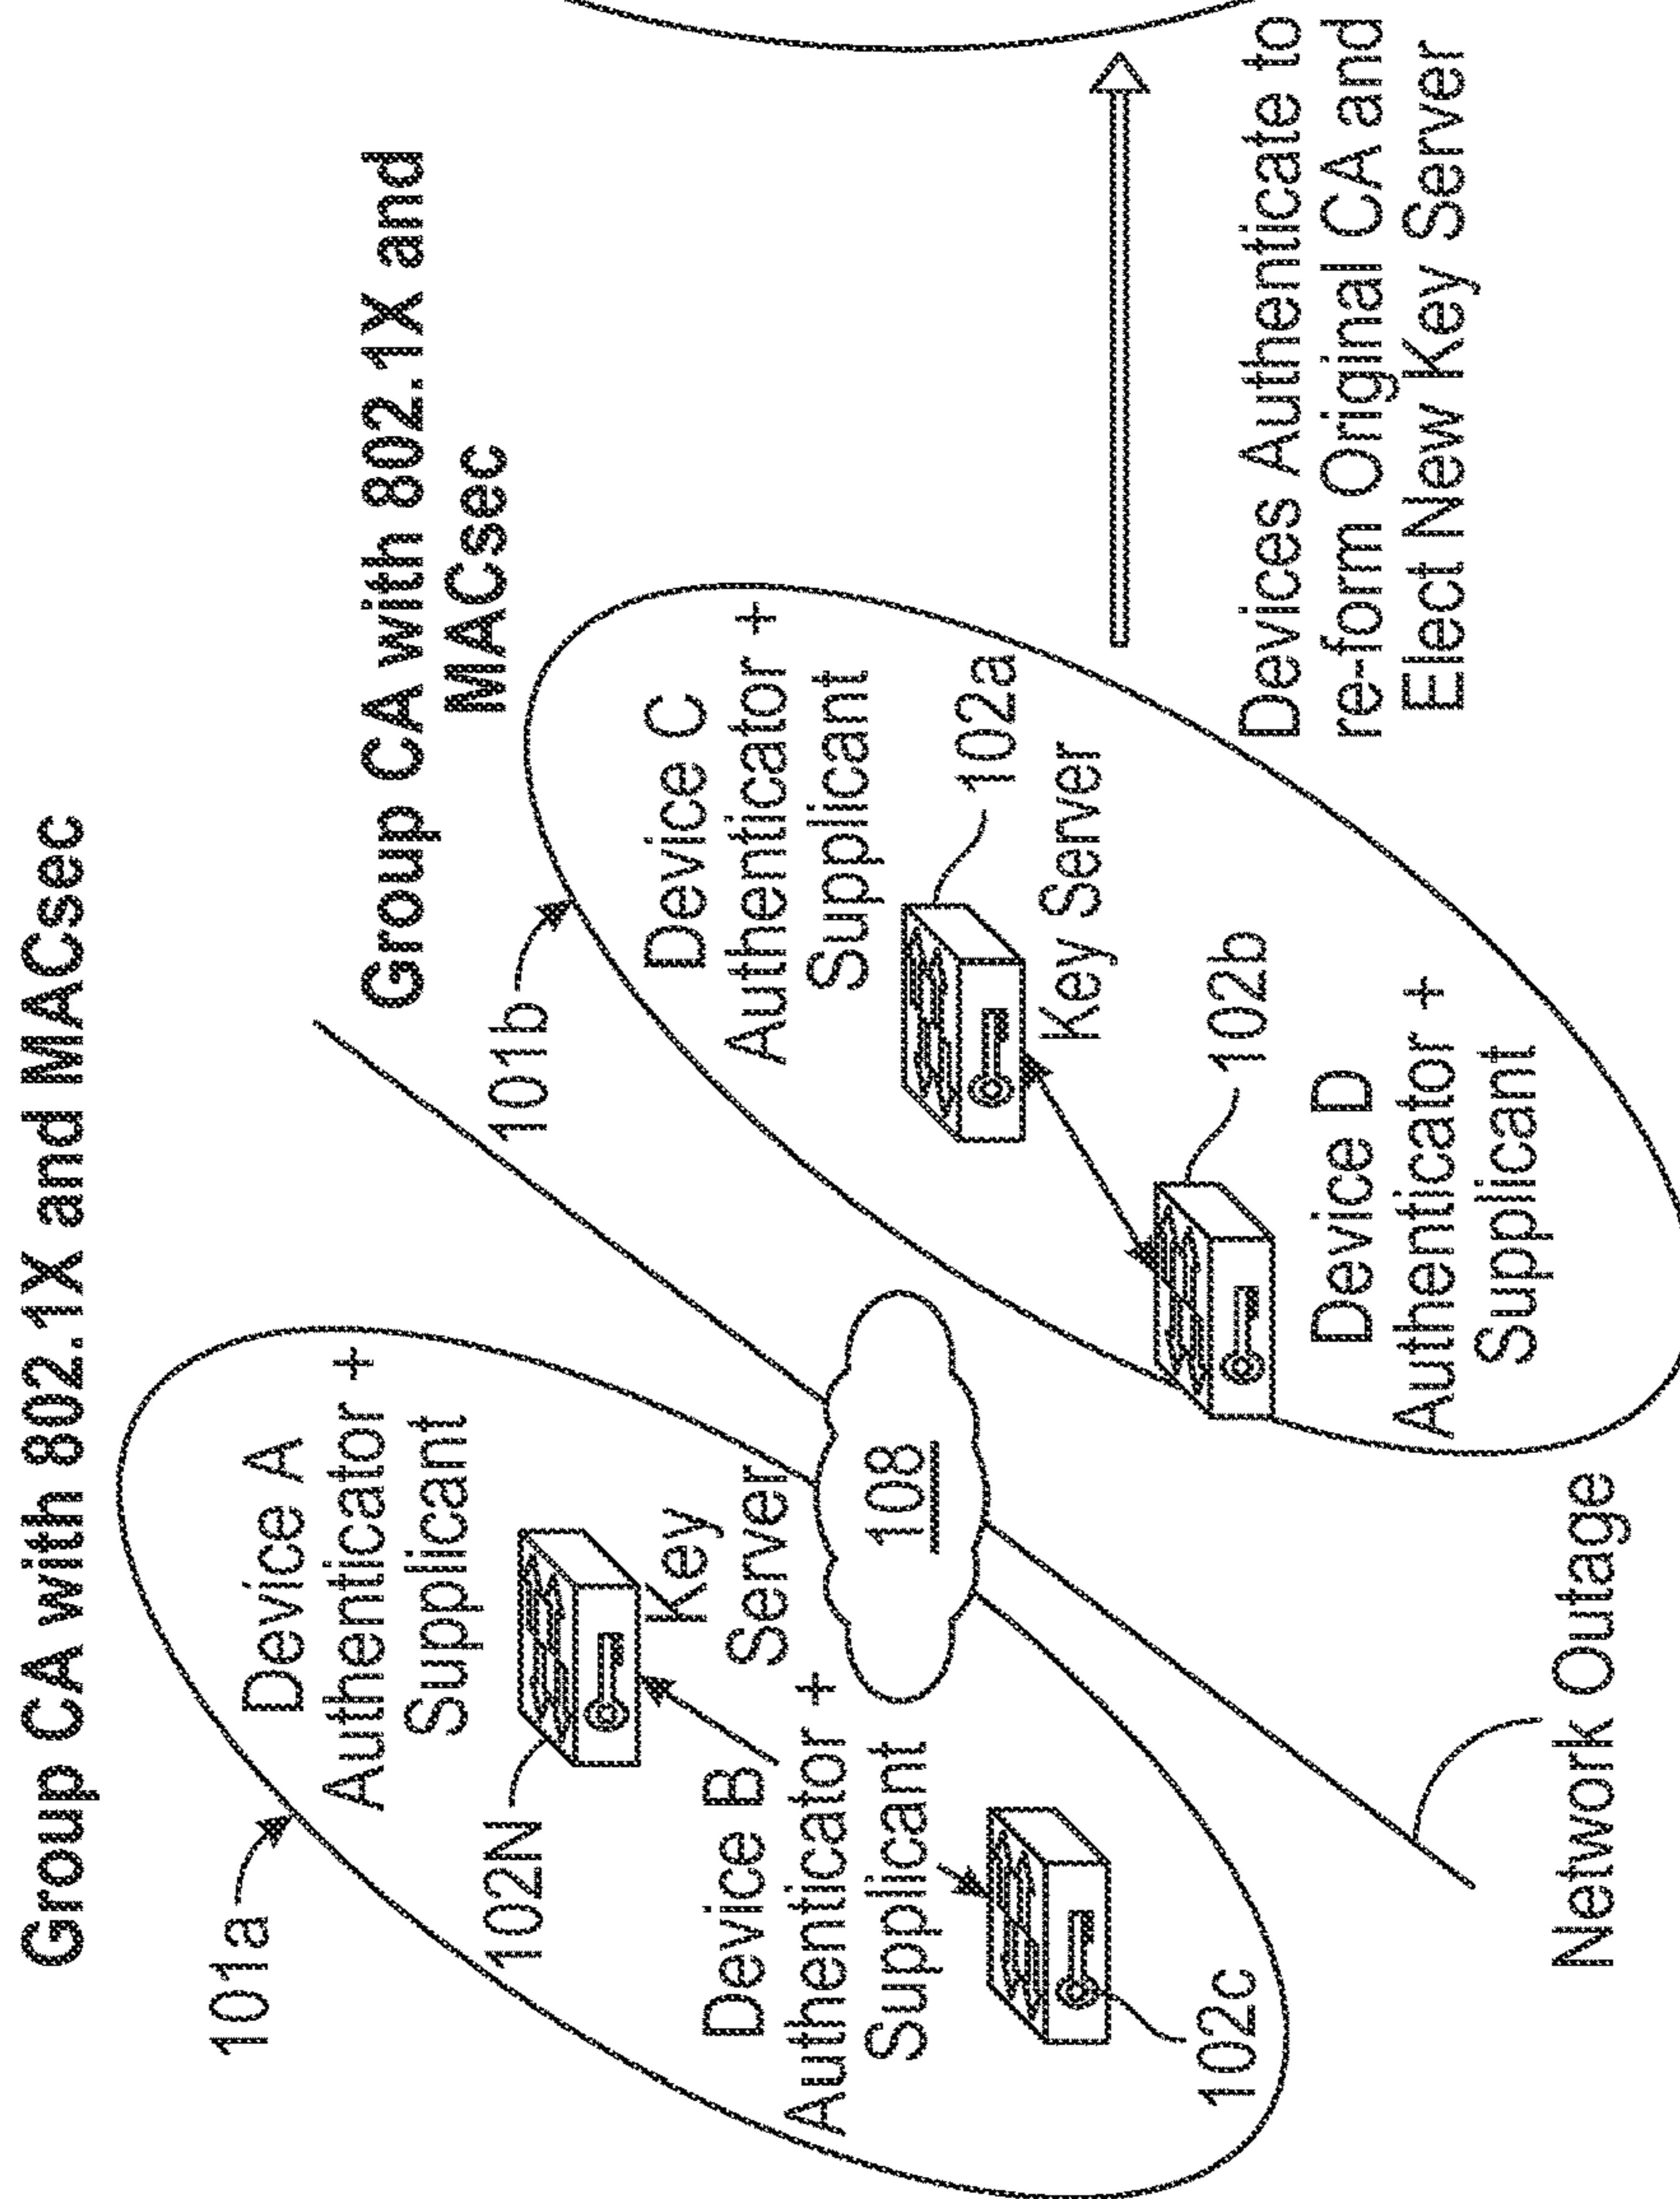 Group CA with 802.1X and MACsec
101a
Device A
Authenticator +
Supplicant
102N
Key
Server
Device B
Authenticator +
Supplicant
102c
108
Network Outage
Group CA with 802.1X and
MACsec
101b
Device C
Authenticator +
Supplicant
102a
Key Server
102b
Device D
Authenticator +
Supplicant
Devices Authenticate to
re-form Original CA and
Elect New Key Server